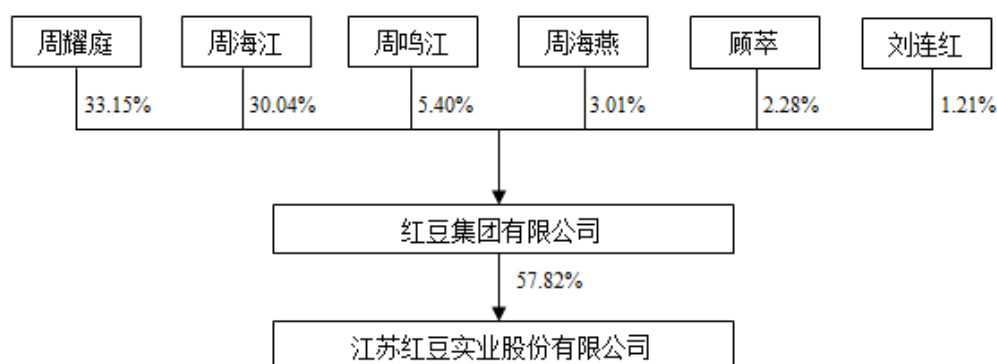 周耀庭 周海江 周鸣江 周海燕 顾萃 刘连红
33.15% 30.04% 5.40% 3.01% 2.28% 1.21%
红豆集团有限公司
57.82%
江苏红豆实业股份有限公司